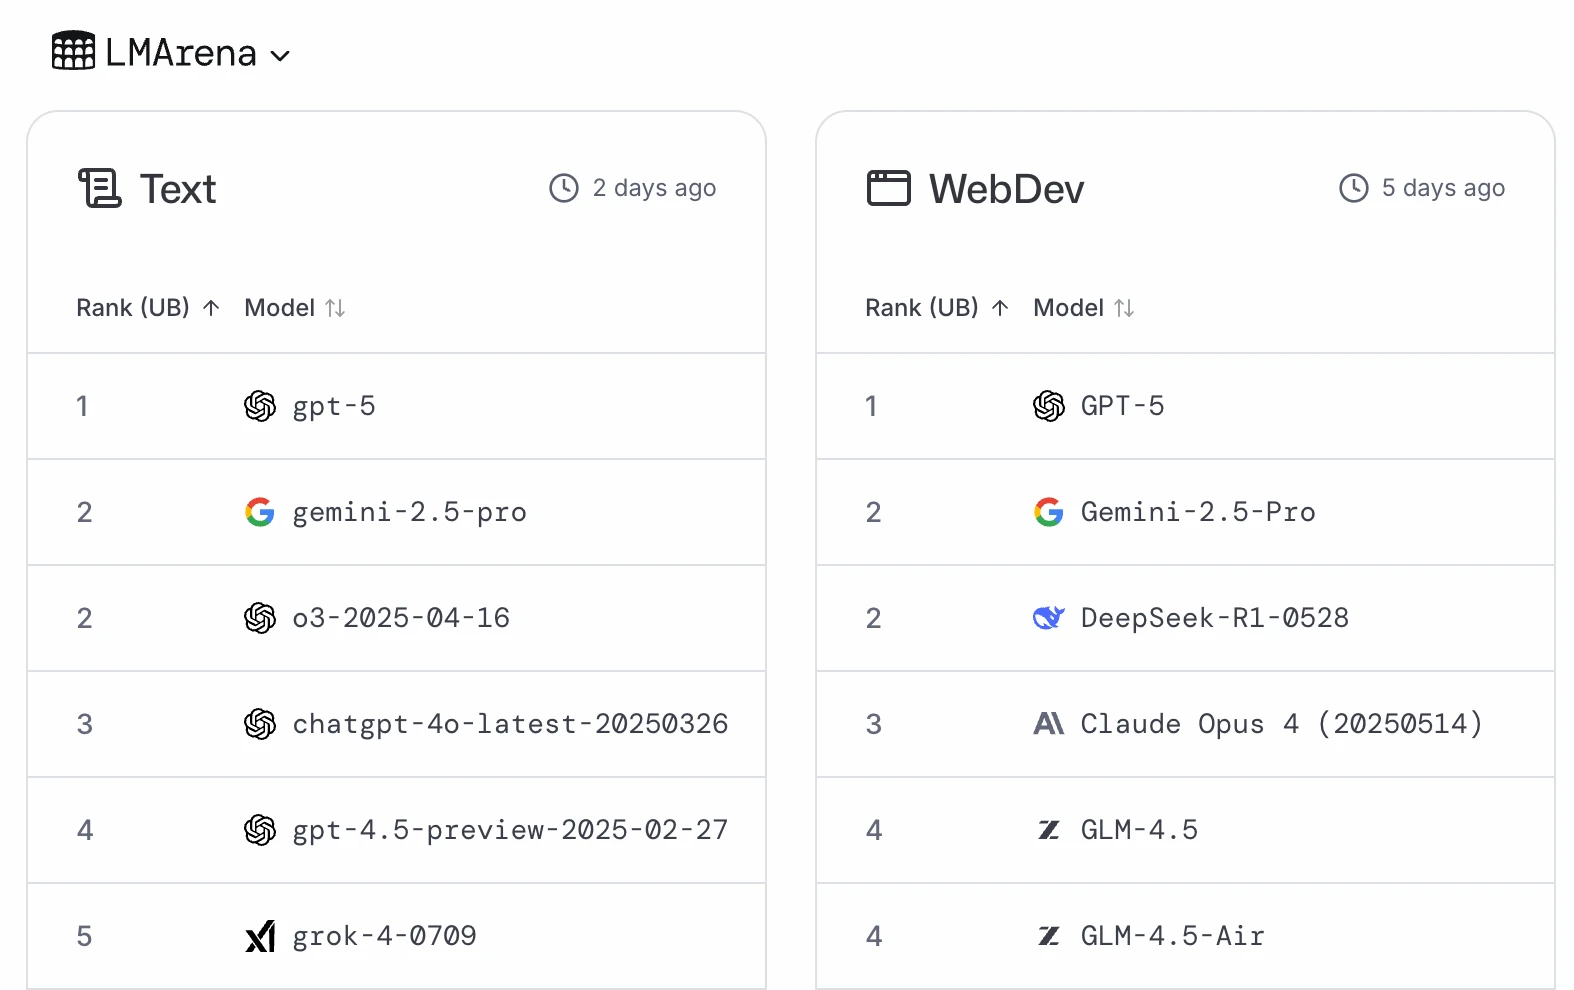 LMArena
Text
2 days ago
Rank (UB) ↑ Model ↑↓
1 gpt-5
2 gemini-2.5-pro
2 o3-2025-04-16
3 chatgpt-4o-latest-20250326
4 gpt-4.5-preview-2025-02-27
5 grok-4-0709
WebDev
5 days ago
Rank (UB) ↑ Model ↑↓
1 GPT-5
2 Gemini-2.5-Pro
2 DeepSeek-R1-0528
3 Claude Opus 4 (20250514)
4 GLM-4.5
4 GLM-4.5-Air